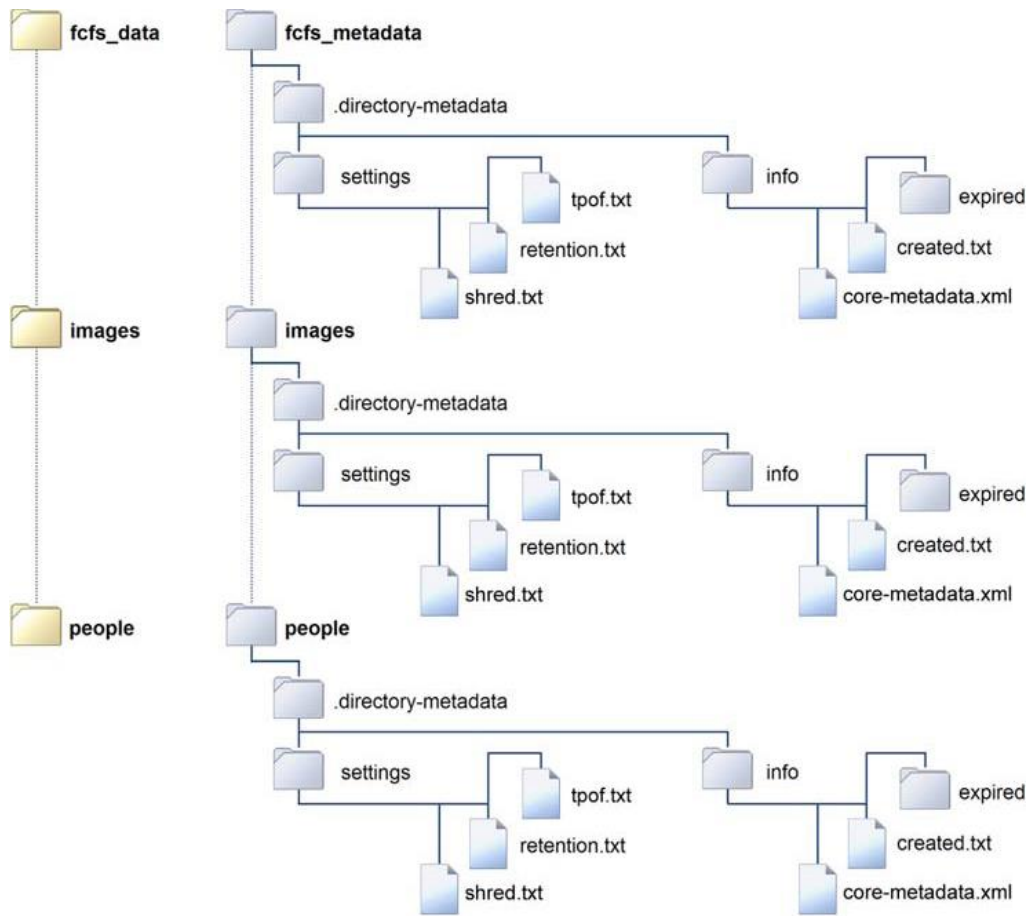 fcfs_data
fcfs_metadata
.directory-metadata
settings
info
tpof.txt
expired
retention.txt
created.txt
shred.txt
core-metadata.xml
images
images
.directory-metadata
settings
info
tpof.txt
expired
retention.txt
created.txt
shred.txt
core-metadata.xml
people
people
.directory-metadata
settings
info
tpof.txt
expired
retention.txt
created.txt
shred.txt
core-metadata.xml